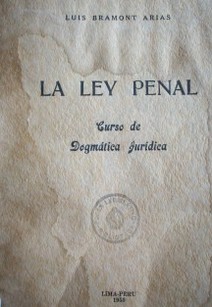 LUIS BRAMONT ARIAS
LA LEY PENAL
Curso de
Dogmática Jurídica
LIMA-PERU